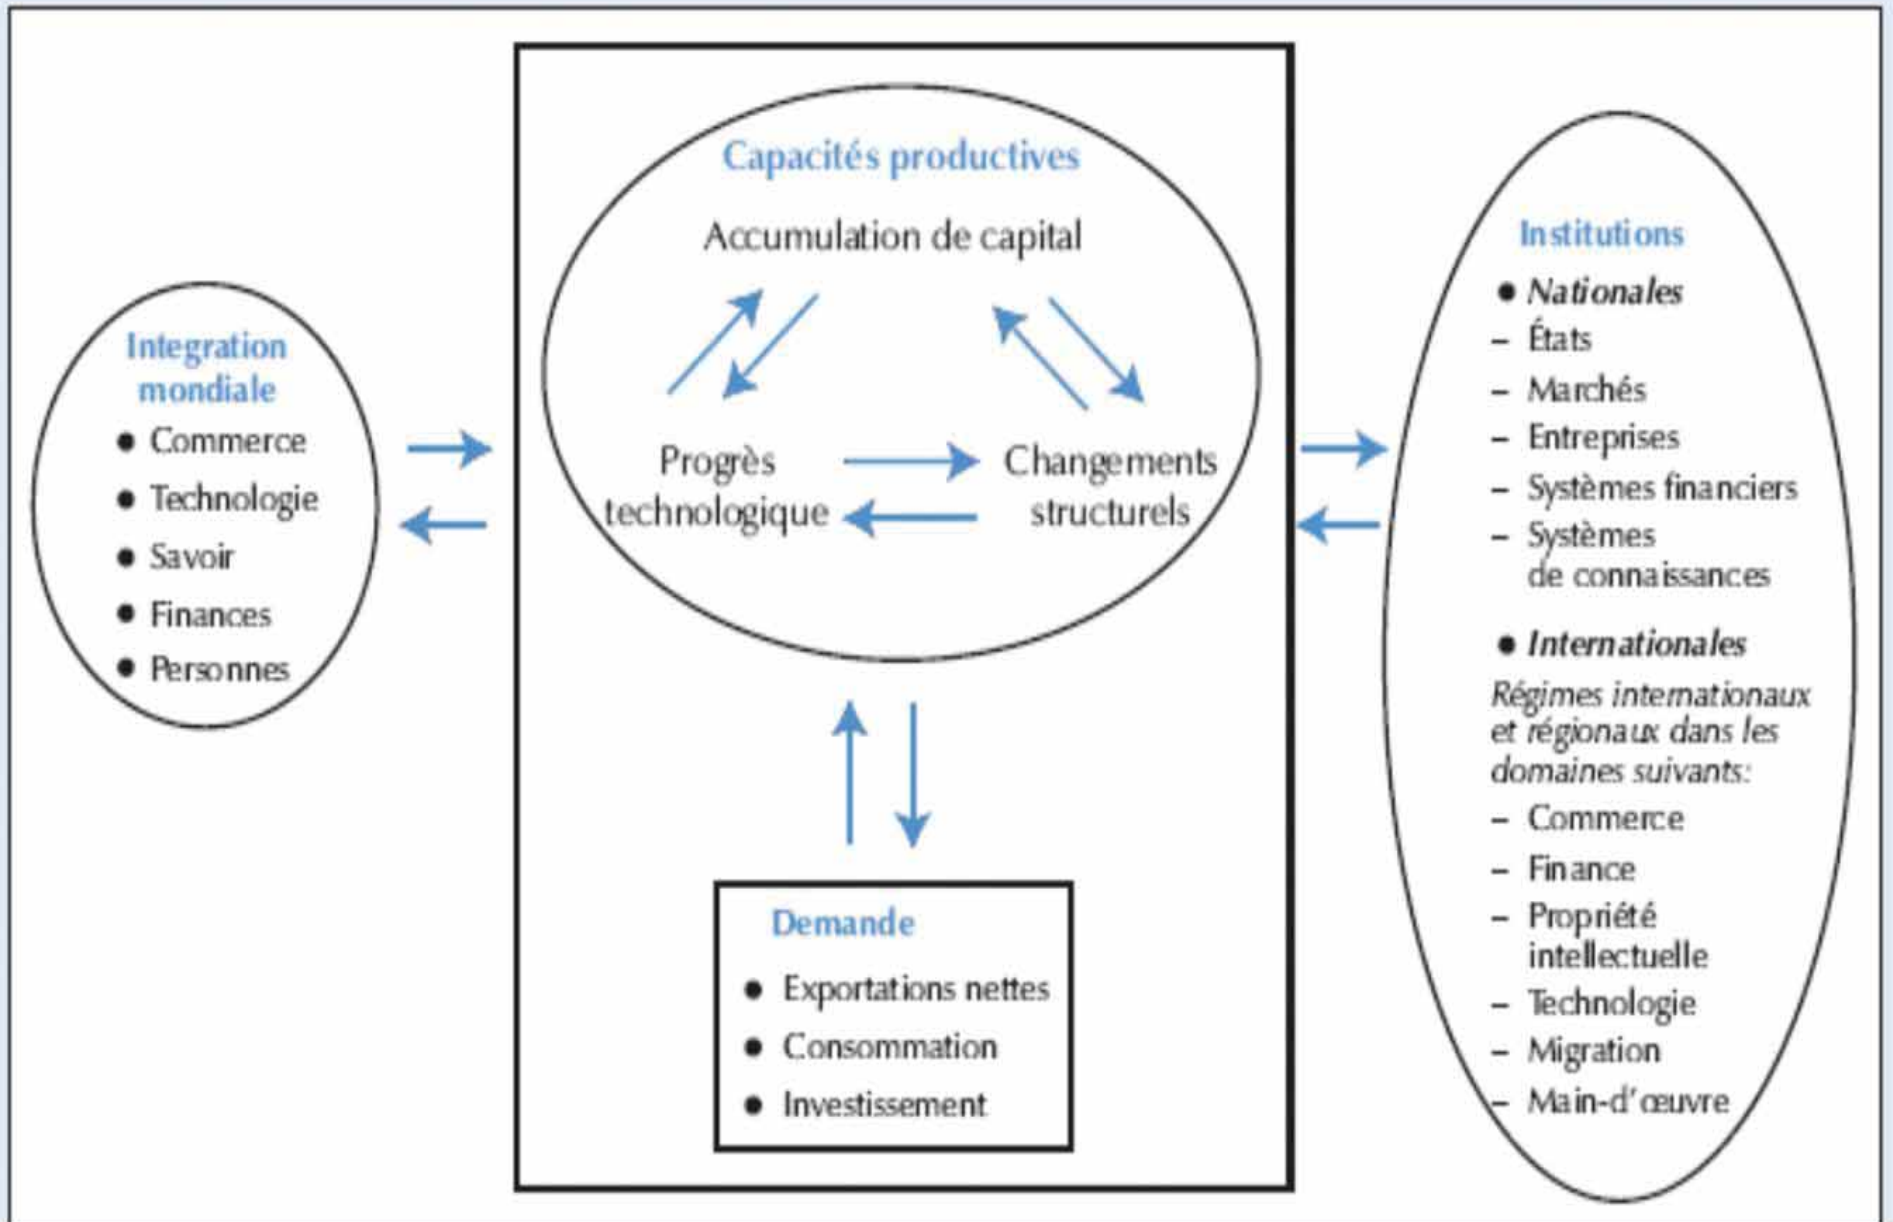 Integration
mondiale
● Commerce
● Technologie
● Savoir
● Finances
● Personnes
Capacités productives
Accumulation de capital
Progrès
technologique
Changements
structurels
Demande
● Exportations nettes
● Consommation
● Investissement
Institutions
● Nationales
– États
– Marchés
– Entreprises
– Systèmes financiers
– Systèmes
de connaissances
● Internationales
Régimes internationaux
et régionaux dans les
domaines suivants:
– Commerce
– Finance
– Propriété
intellectuelle
– Technologie
– Migration
– Main-d'œuvre